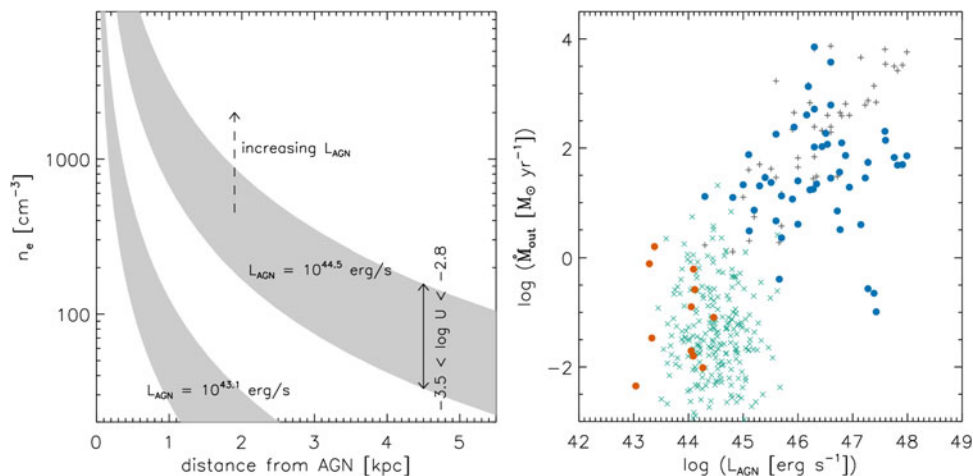 1000
100
n_e [cm⁻³]
increasing L_AGN
L_AGN = 10^44.5 erg/s
L_AGN = 10^43.1 erg/s
−3.5 < log U < −2.8
0 1 2 3 4 5
distance from AGN [kpc]
4
2
0
−2
log (Ṁ_out [M_⊙ yr⁻¹])
42 43 44 45 46 47 48 49
log (L_AGN [erg s⁻¹])